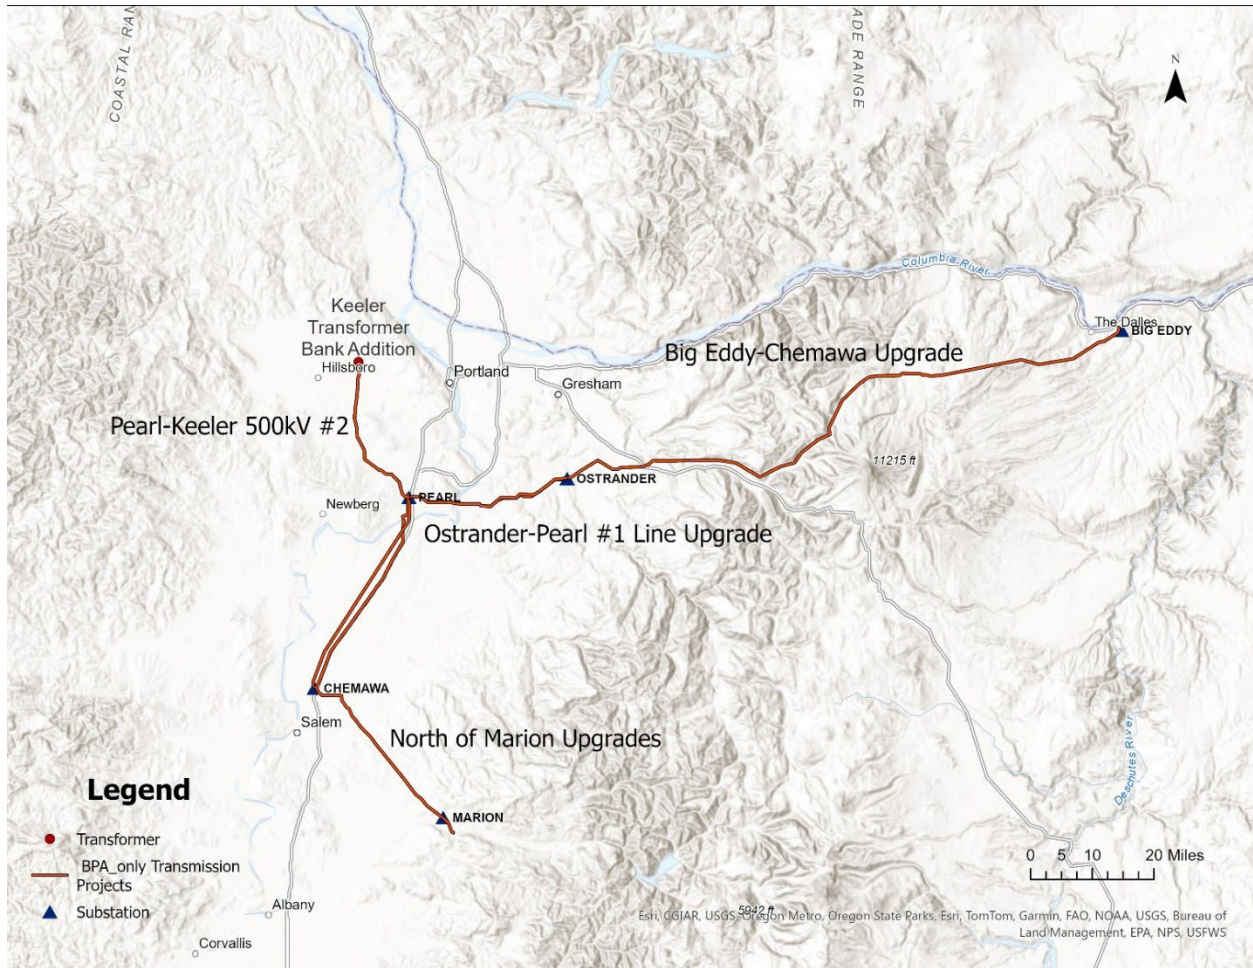 COASTAL RAN
ADE RANGE
N
Columbia River
Keeler
Transformer
Bank Addition
Hillsboro
The Dalles
BIG EDDY
Big Eddy-Chemawa Upgrade
Portland
Gresham
Pearl-Keeler 500kV #2
11215 ft
OSTRANDER
PEARL
Newberg
Ostrander-Pearl #1 Line Upgrade
CHEMAWA
Salem
North of Marion Upgrades
Deschutes River
Legend
MARION
Transformer
BPA_only Transmission
Projects
Substation
0 5 10 20 Miles
Albany
5942 ft
Esri, CGIAR, USGS, Oregon Metro, Oregon State Parks, Esri, TomTom, Garmin, FAO, NOAA, USGS, Bureau of
Land Management, EPA, NPS, USFWS
Corvallis